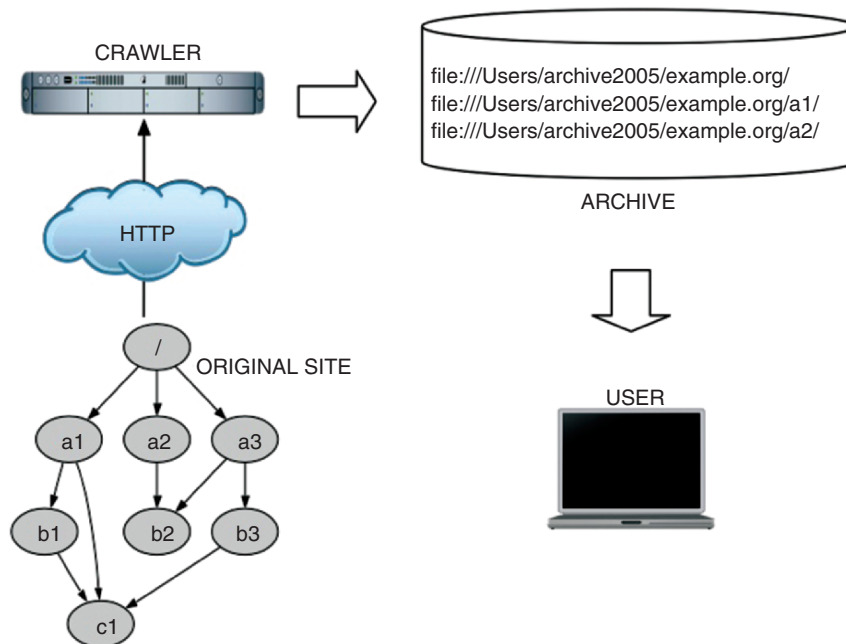 CRAWLER
file:///Users/archive2005/example.org/
file:///Users/archive2005/example.org/a1/
file:///Users/archive2005/example.org/a2/
ARCHIVE
HTTP
/
ORIGINAL SITE
USER
a1
a2
a3
b1
b2
b3
c1